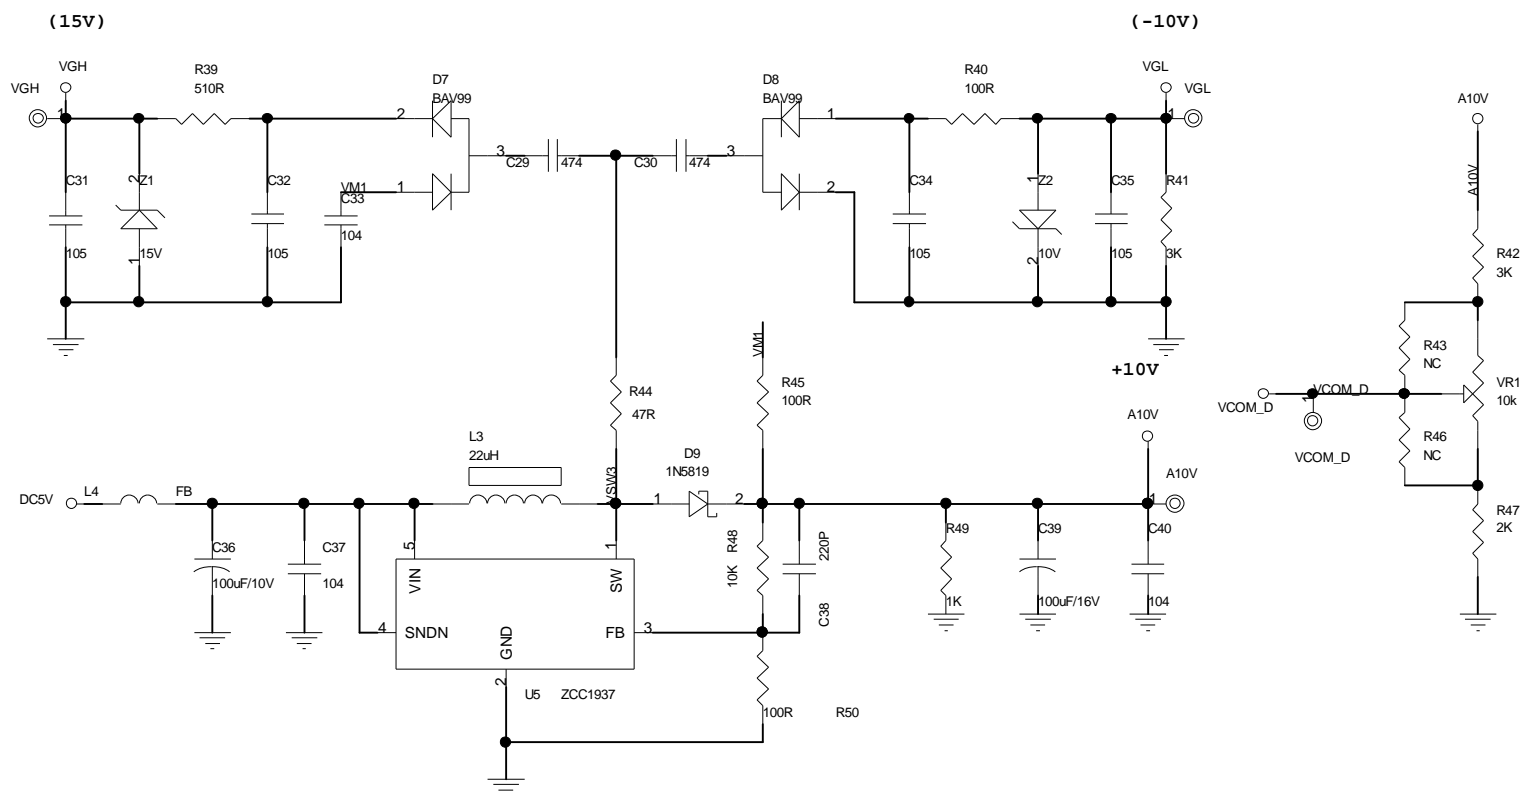 (15V)
(-10V)
VGH
VGH
R39
510R
D7
BAV99
D8
BAV99
R40
100R
VGL
VGL
A10V
1
2
3
C29
474
C30
474
3
1
1
C31
105
2
Z1
15V
1
C32
105
VM1
C33
104
1
2
C34
105
1
Z2
10V
2
C35
105
R41
3K
A10V
R42
3K
R43
NC
VR1
10k
VCOM_D
VCOM_D
1
VCOM_D
R46
NC
R47
2K
VM1
+10V
R44
47R
R45
100R
A10V
A10V
1
L3
22uH
D9
1N5819
VSW3
1
2
DC5V
L4
FB
C36
100uF/10V
C37
104
5
VIN
1
SW
4
SNDN
GND
2
FB
3
U5
ZCC1937
R48
10K
220P
C38
R49
1K
C39
100uF/16V
C40
104
100R
R50